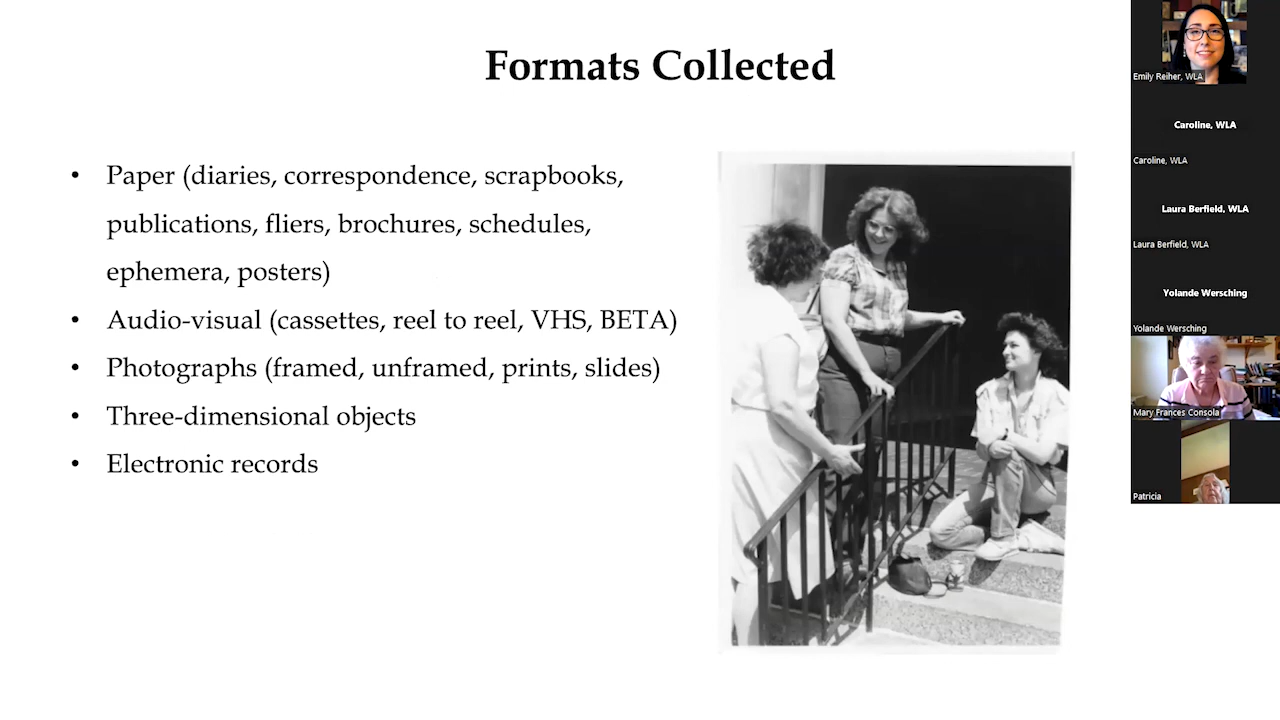 Formats Collected
• Paper (diaries, correspondence, scrapbooks,
publications, fliers, brochures, schedules,
ephemera, posters)
• Audio-visual (cassettes, reel to reel, VHS, BETA)
• Photographs (framed, unframed, prints, slides)
• Three-dimensional objects
• Electronic records
Emily Reiher, WLA
Caroline, WLA
Caroline, WLA
Laura Berfield, WLA
Laura Berfield, WLA
Yolande Wersching
Yolande Wersching
Mary Frances Consola
Patricia